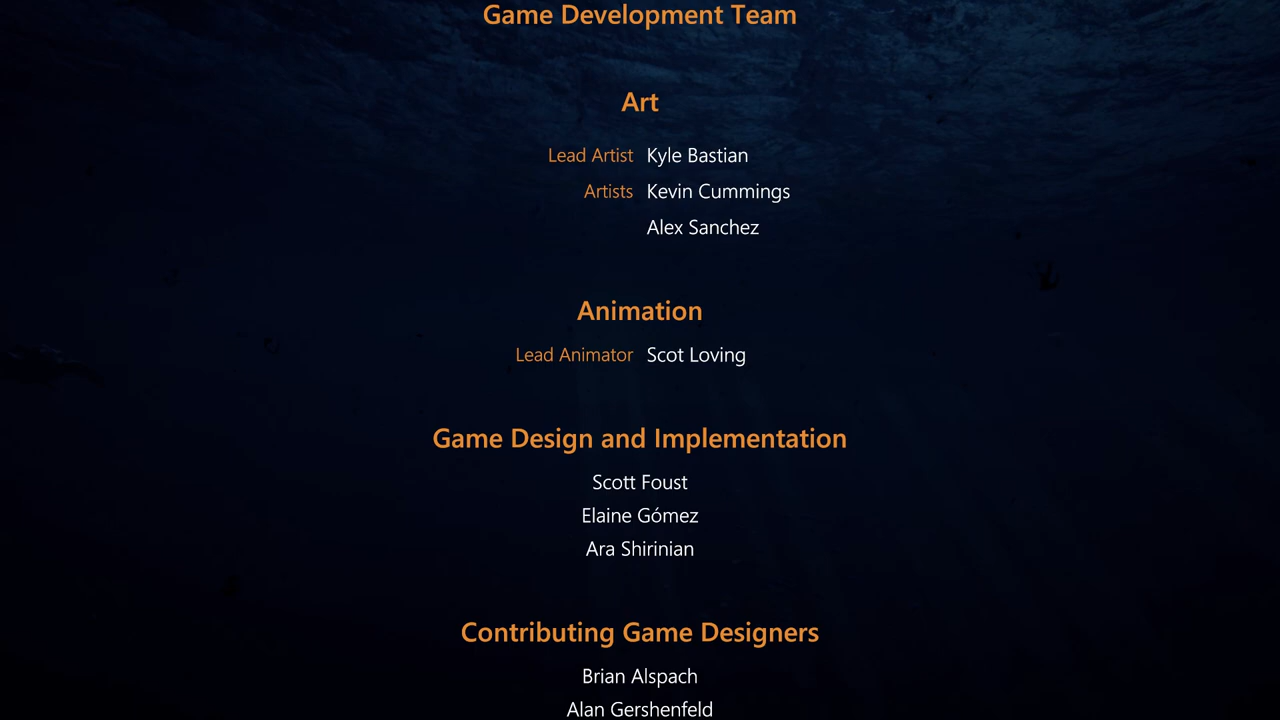 Game Development Team
Art
Lead Artist Kyle Bastian
Artists Kevin Cummings
Alex Sanchez
Animation
Lead Animator Scot Loving
Game Design and Implementation
Scott Foust
Elaine Gómez
Ara Shirinian
Contributing Game Designers
Brian Alspach
Alan Gershenfeld